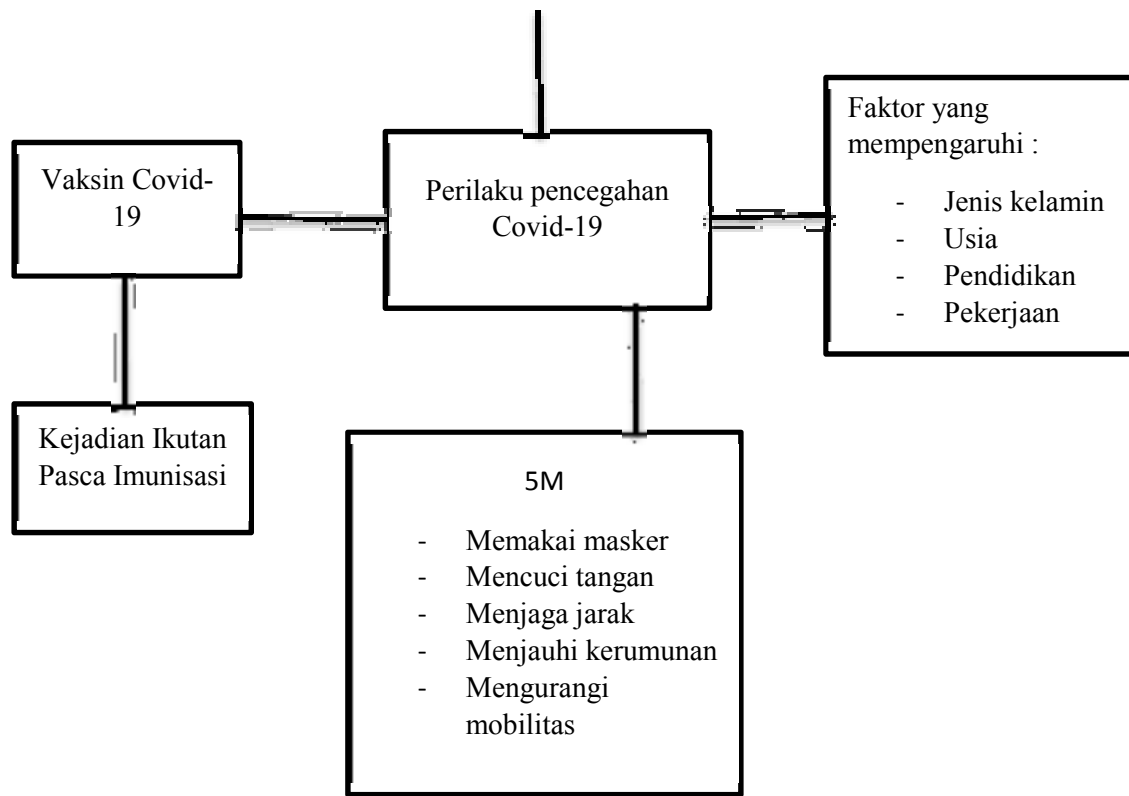 Vaksin Covid-
19
Perilaku pencegahan
Covid-19
Faktor yang
mempengaruhi :
- Jenis kelamin
- Usia
- Pendidikan
- Pekerjaan
Kejadian Ikutan
Pasca Imunisasi
5M
- Memakai masker
- Mencuci tangan
- Menjaga jarak
- Menjauhi kerumunan
- Mengurangi
mobilitas